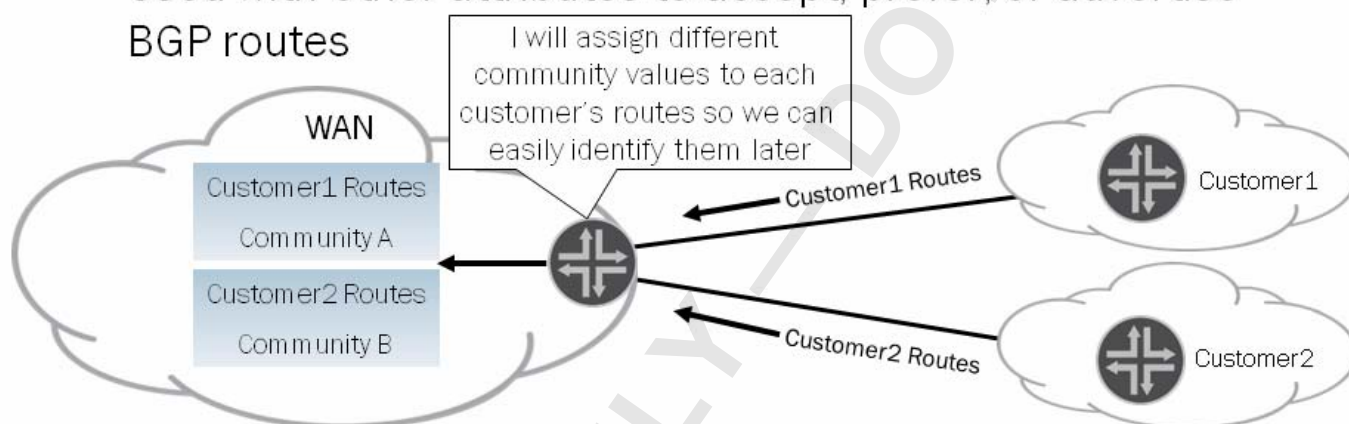 BGP routes
I will assign different
community values to each
customer's routes so we can
easily identify them later
WAN
Customer1 Routes
Community A
Customer2 Routes
Community B
Customer1 Routes
Customer1
Customer2 Routes
Customer2